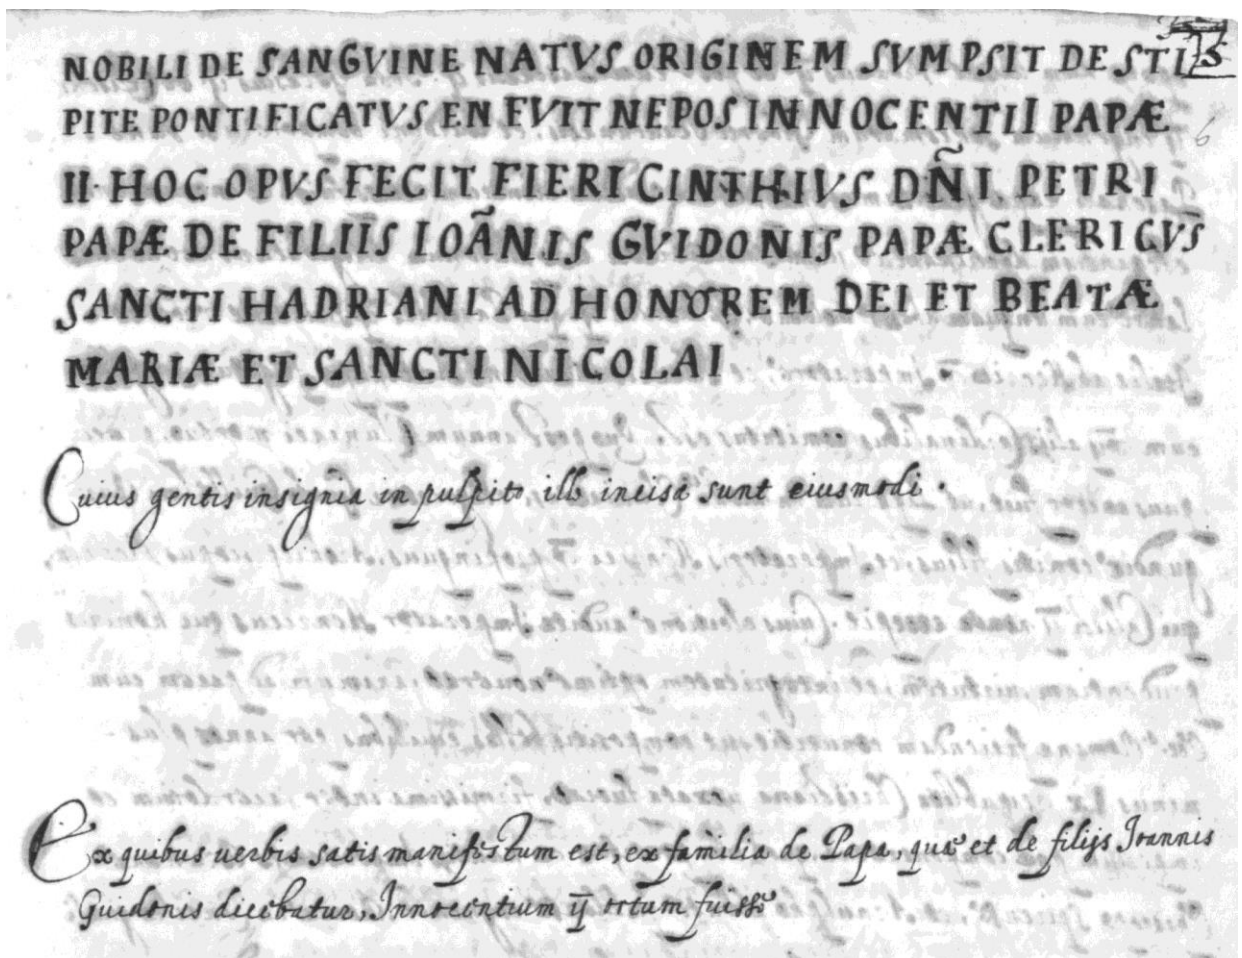 NOBILI DE SANGVINE NATVS ORIGINEM SVMPSIT DE STI
PITE PONTIFICATVS EN FVIT NEPOS INNOCENTII PAPÆ
II· HOC OPVS FECIT FIERI CINTHIVS DÑI PETRI
PAPÆ DE FILIIS IOÃNIS GVIDONIS PAPÆ CLERICVS
SANCTI HADRIANI AD HONOREM DEI ET BEATÆ
MARIÆ ET SANCTI NICOLAI
Cuius gentis insignia in pulpito illo incisa sunt eiusmodi.
Ex quibus uerbis satis manifestum est, ex familia de Papa, quæ et de filijs Ioannis
Guidonis dicebatur, Innocentium ij ortum fuisse